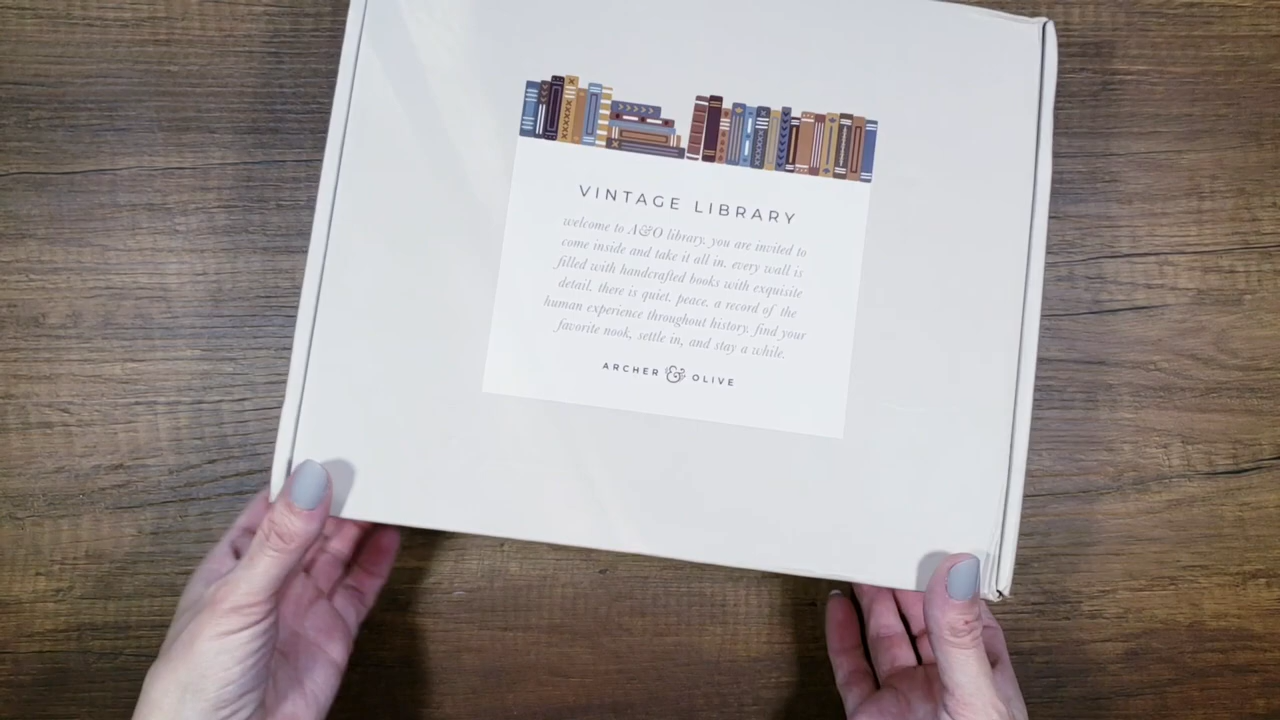 VINTAGE LIBRARY
welcome to A&O library. you are invited to
come inside and take it all in. every wall is
filled with handcrafted books with exquisite
detail. there is quiet. peace. a record of the
human experience throughout history. find your
favorite nook, settle in, and stay a while.
ARCHER & OLIVE